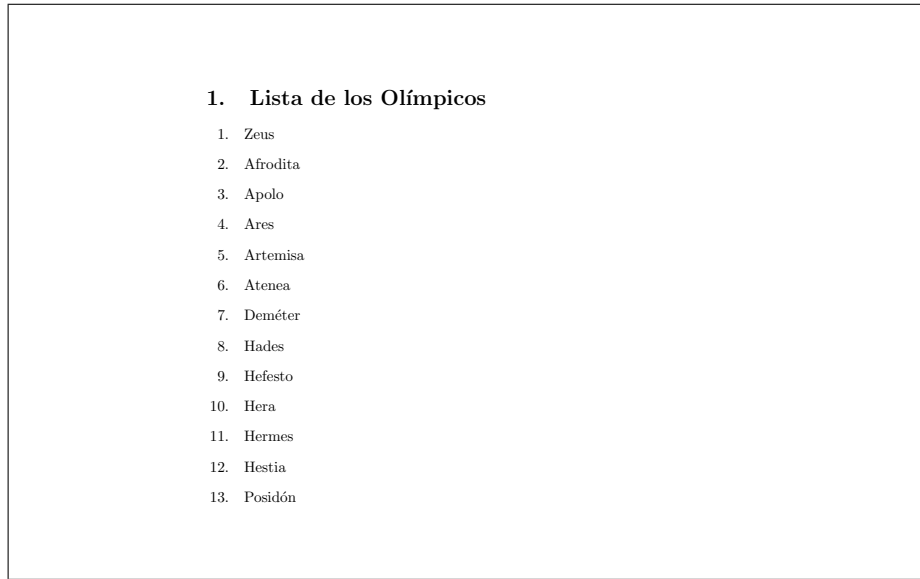 1. Lista de los Olímpicos
1. Zeus
2. Afrodita
3. Apolo
4. Ares
5. Artemisa
6. Atenea
7. Deméter
8. Hades
9. Hefesto
10. Hera
11. Hermes
12. Hestia
13. Posidón